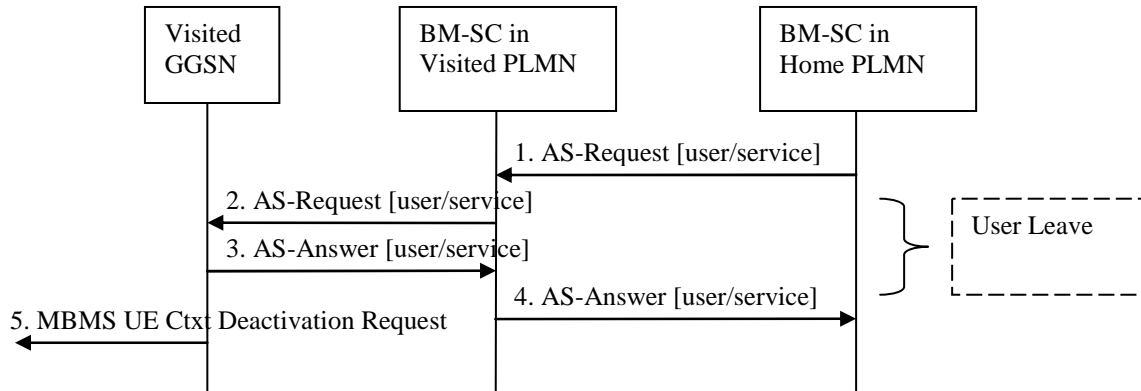 Visited
GGSN
BM-SC in
Visited PLMN
BM-SC in
Home PLMN
1. AS-Request [user/service]
2. AS-Request [user/service]
User Leave
3. AS-Answer [user/service]
4. AS-Answer [user/service]
5. MBMS UE Ctxt Deactivation Request